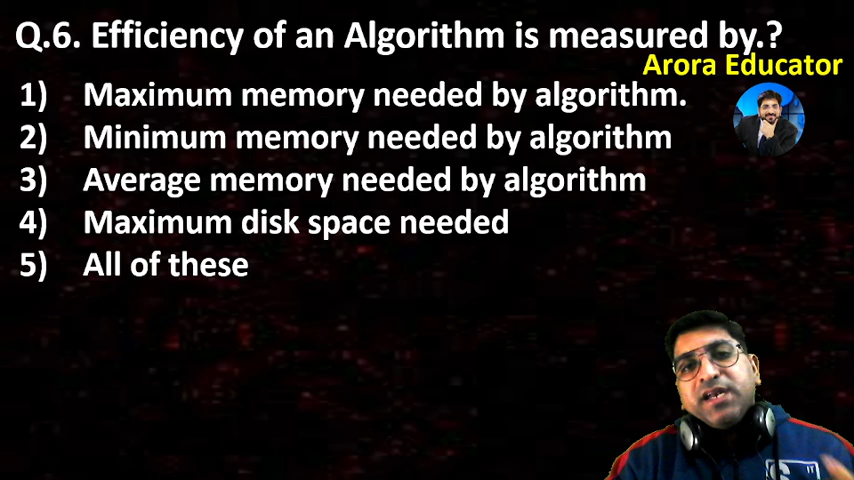 Q.6. Efficiency of an Algorithm is measured by.?
Arora Educator
1) Maximum memory needed by algorithm.
2) Minimum memory needed by algorithm
3) Average memory needed by algorithm
4) Maximum disk space needed
5) All of these
IT